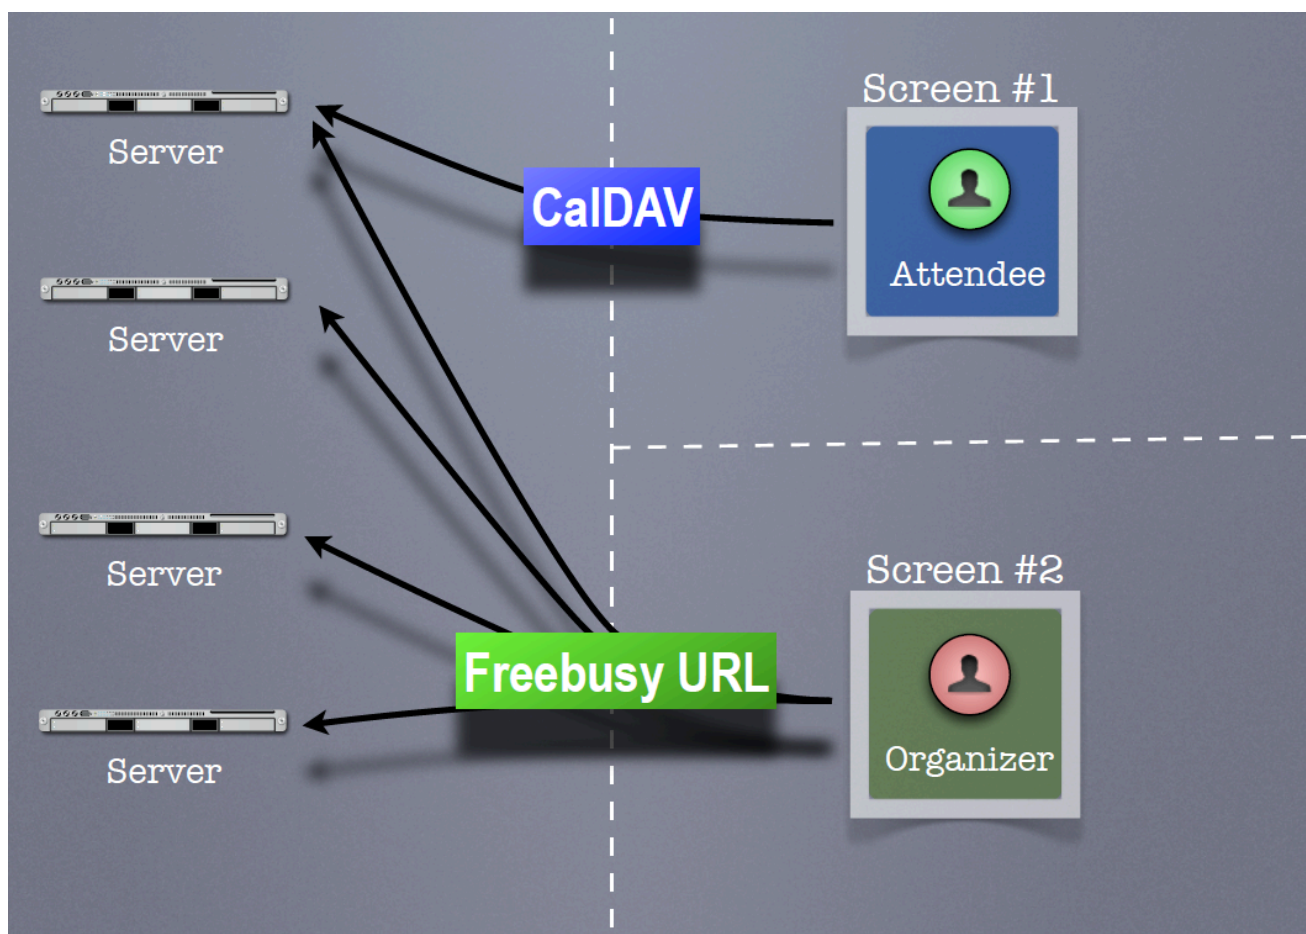 Server
Server
Server
Server
CalDAV
Freebusy URL
Screen #1
Attendee
Screen #2
Organizer